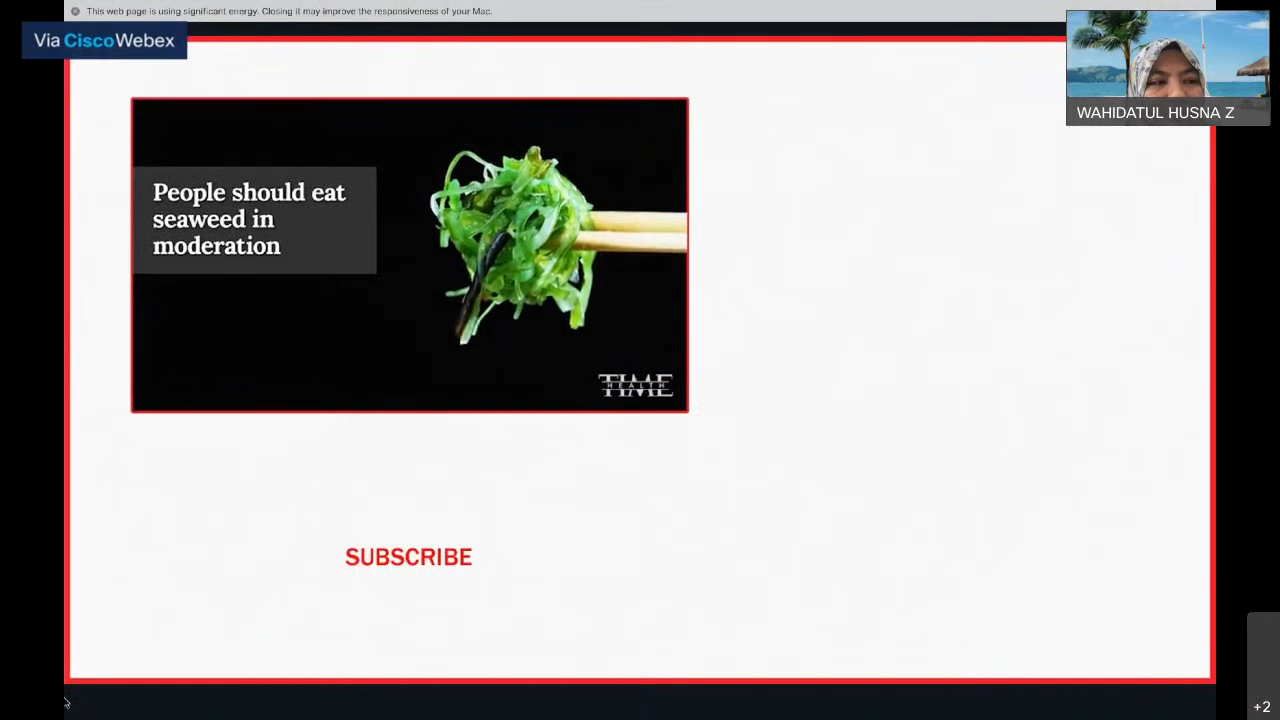 This web page is using significant energy. Closing it may improve the responsiveness of your Mac.
Via CiscoWebex
WAHIDATUL HUSNA Z
People should eat
seaweed in
moderation
TIME
HEALTH
SUBSCRIBE
+2